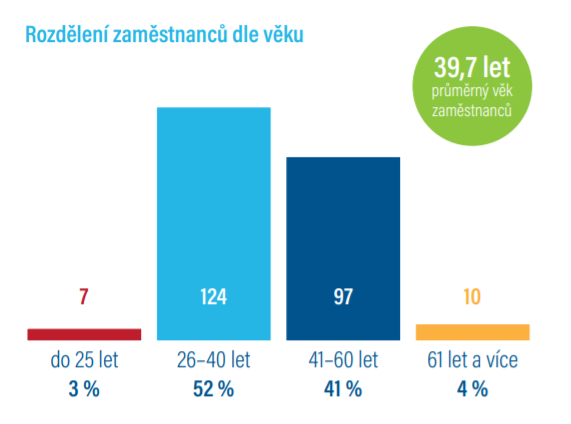 Rozdělení zaměstnanců dle věku
39,7 let
průměrný věk
zaměstnanců
7
124
97
10
do 25 let
26–40 let
41–60 let
61 let a více
3 %
52 %
41 %
4 %